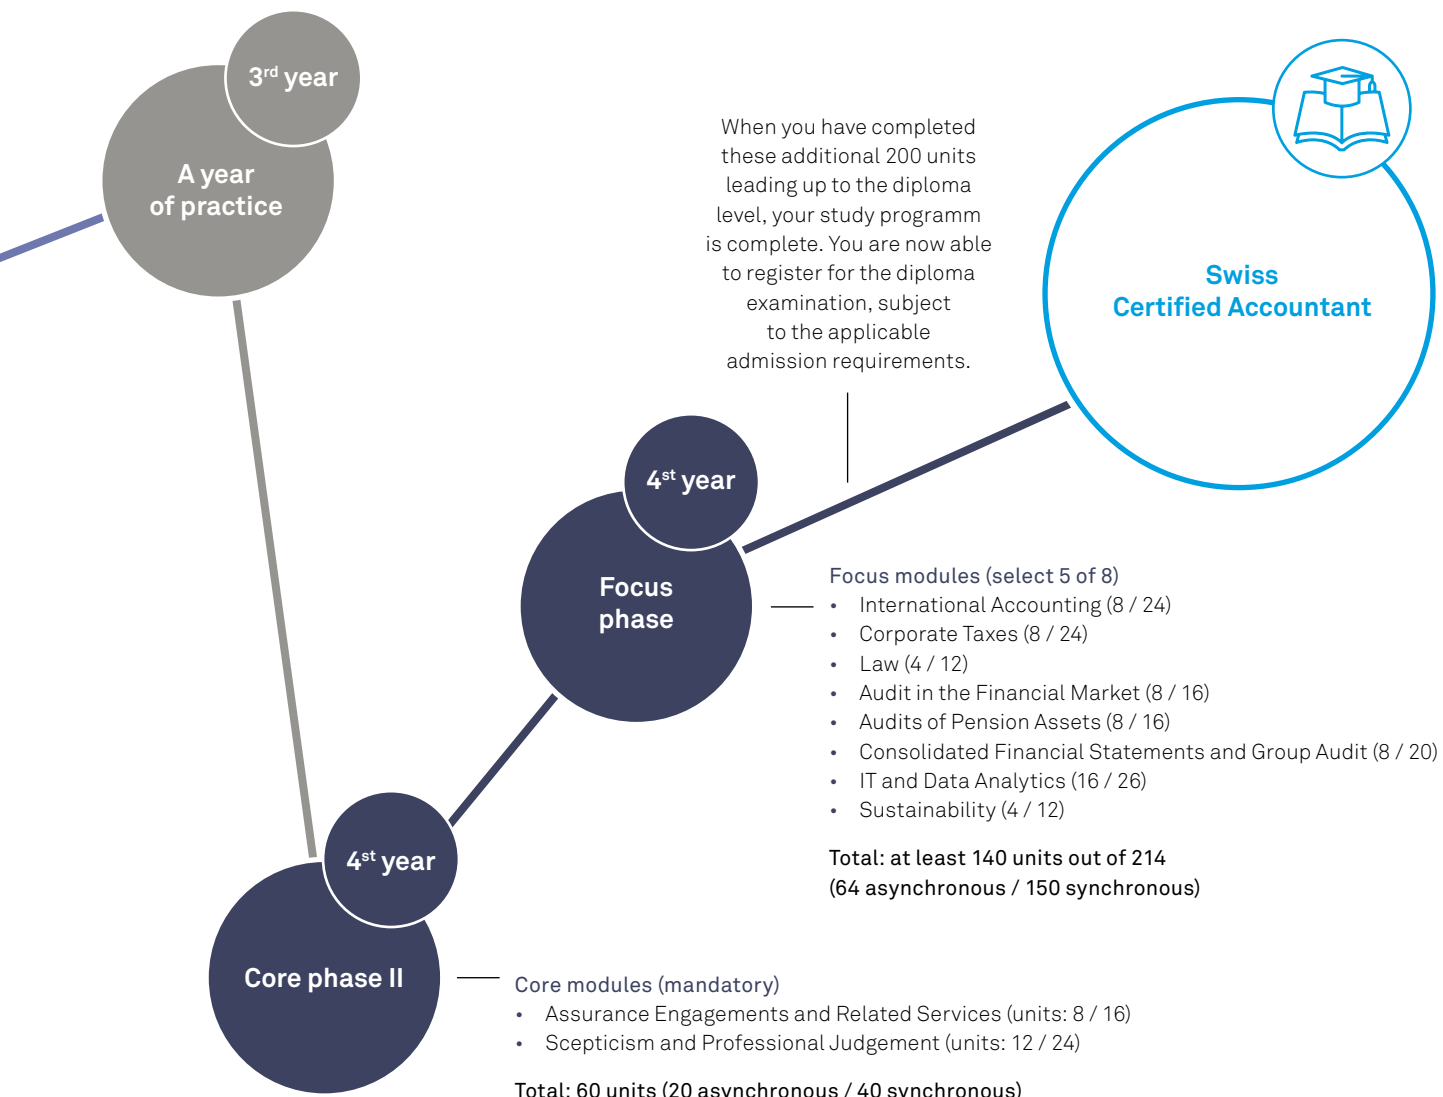 3rd year
A year
of practice
When you have completed
these additional 200 units
leading up to the diploma
level, your study programm
is complete. You are now able
to register for the diploma
examination, subject
to the applicable
admission requirements.
Swiss
Certified Accountant
4st year
Focus
phase
Focus modules (select 5 of 8)
• International Accounting (8 / 24)
• Corporate Taxes (8 / 24)
• Law (4 / 12)
• Audit in the Financial Market (8 / 16)
• Audits of Pension Assets (8 / 16)
• Consolidated Financial Statements and Group Audit (8 / 20)
• IT and Data Analytics (16 / 26)
• Sustainability (4 / 12)
Total: at least 140 units out of 214
(64 asynchronous / 150 synchronous)
4st year
Core phase II
Core modules (mandatory)
• Assurance Engagements and Related Services (units: 8 / 16)
• Scepticism and Professional Judgement (units: 12 / 24)
Total: 60 units (20 asynchronous / 40 synchronous)